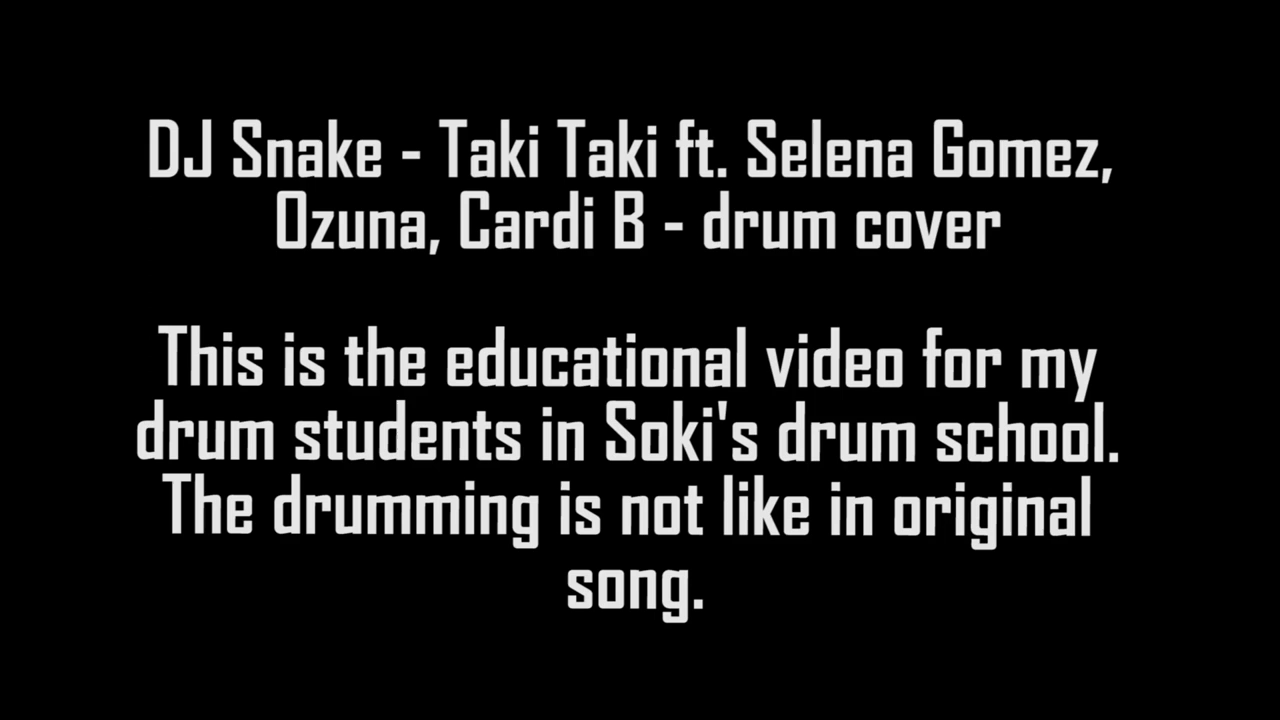 DJ Snake - Taki Taki ft. Selena Gomez,
Ozuna, Cardi B - drum cover
This is the educational video for my
drum students in Soki's drum school.
The drumming is not like in original
song.